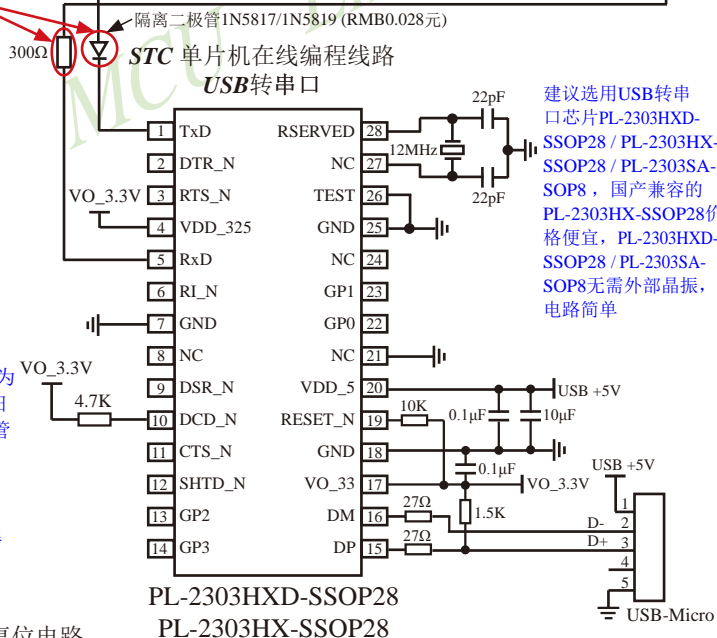 隔离二极管1N5817/1N5819 (RMB0.028元)
300Ω
STC 单片机在线编程线路
USB转串口
MCU
22pF
12MHz
22pF
建议选用USB转串
口芯片PL-2303HXD-
SSOP28 / PL-2303HX-
SSOP28 / PL-2303SA-
SOP8 ，国产兼容的
PL-2303HX-SSOP28价
格便宜，PL-2303HXD-
SSOP28 / PL-2303SA-
SOP8无需外部晶振，
电路简单
1 TxD RSERVED 28
2 DTR_N NC 27
VO_3.3V 3 RTS_N TEST 26
4 VDD_325 GND 25
5 RxD NC 24
6 RI_N GP1 23
7 GND GP0 22
8 NC NC 21
9 DSR_N VDD_5 20
10 DCD_N RESET_N 19
11 CTS_N GND 18
12 SHTD_N VO_33 17
13 GP2 DM 16
14 GP3 DP 15
为
VO_3.3V
4.7K
管
USB +5V
10K
0.1μF
10μF
0.1μF
VO_3.3V
USB +5V
27Ω
1.5K
27Ω
D-
D+
1
2
3
4
5
USB-Micro
PL-2303HXD-SSOP28
PL-2303HX-SSOP28
复位电路